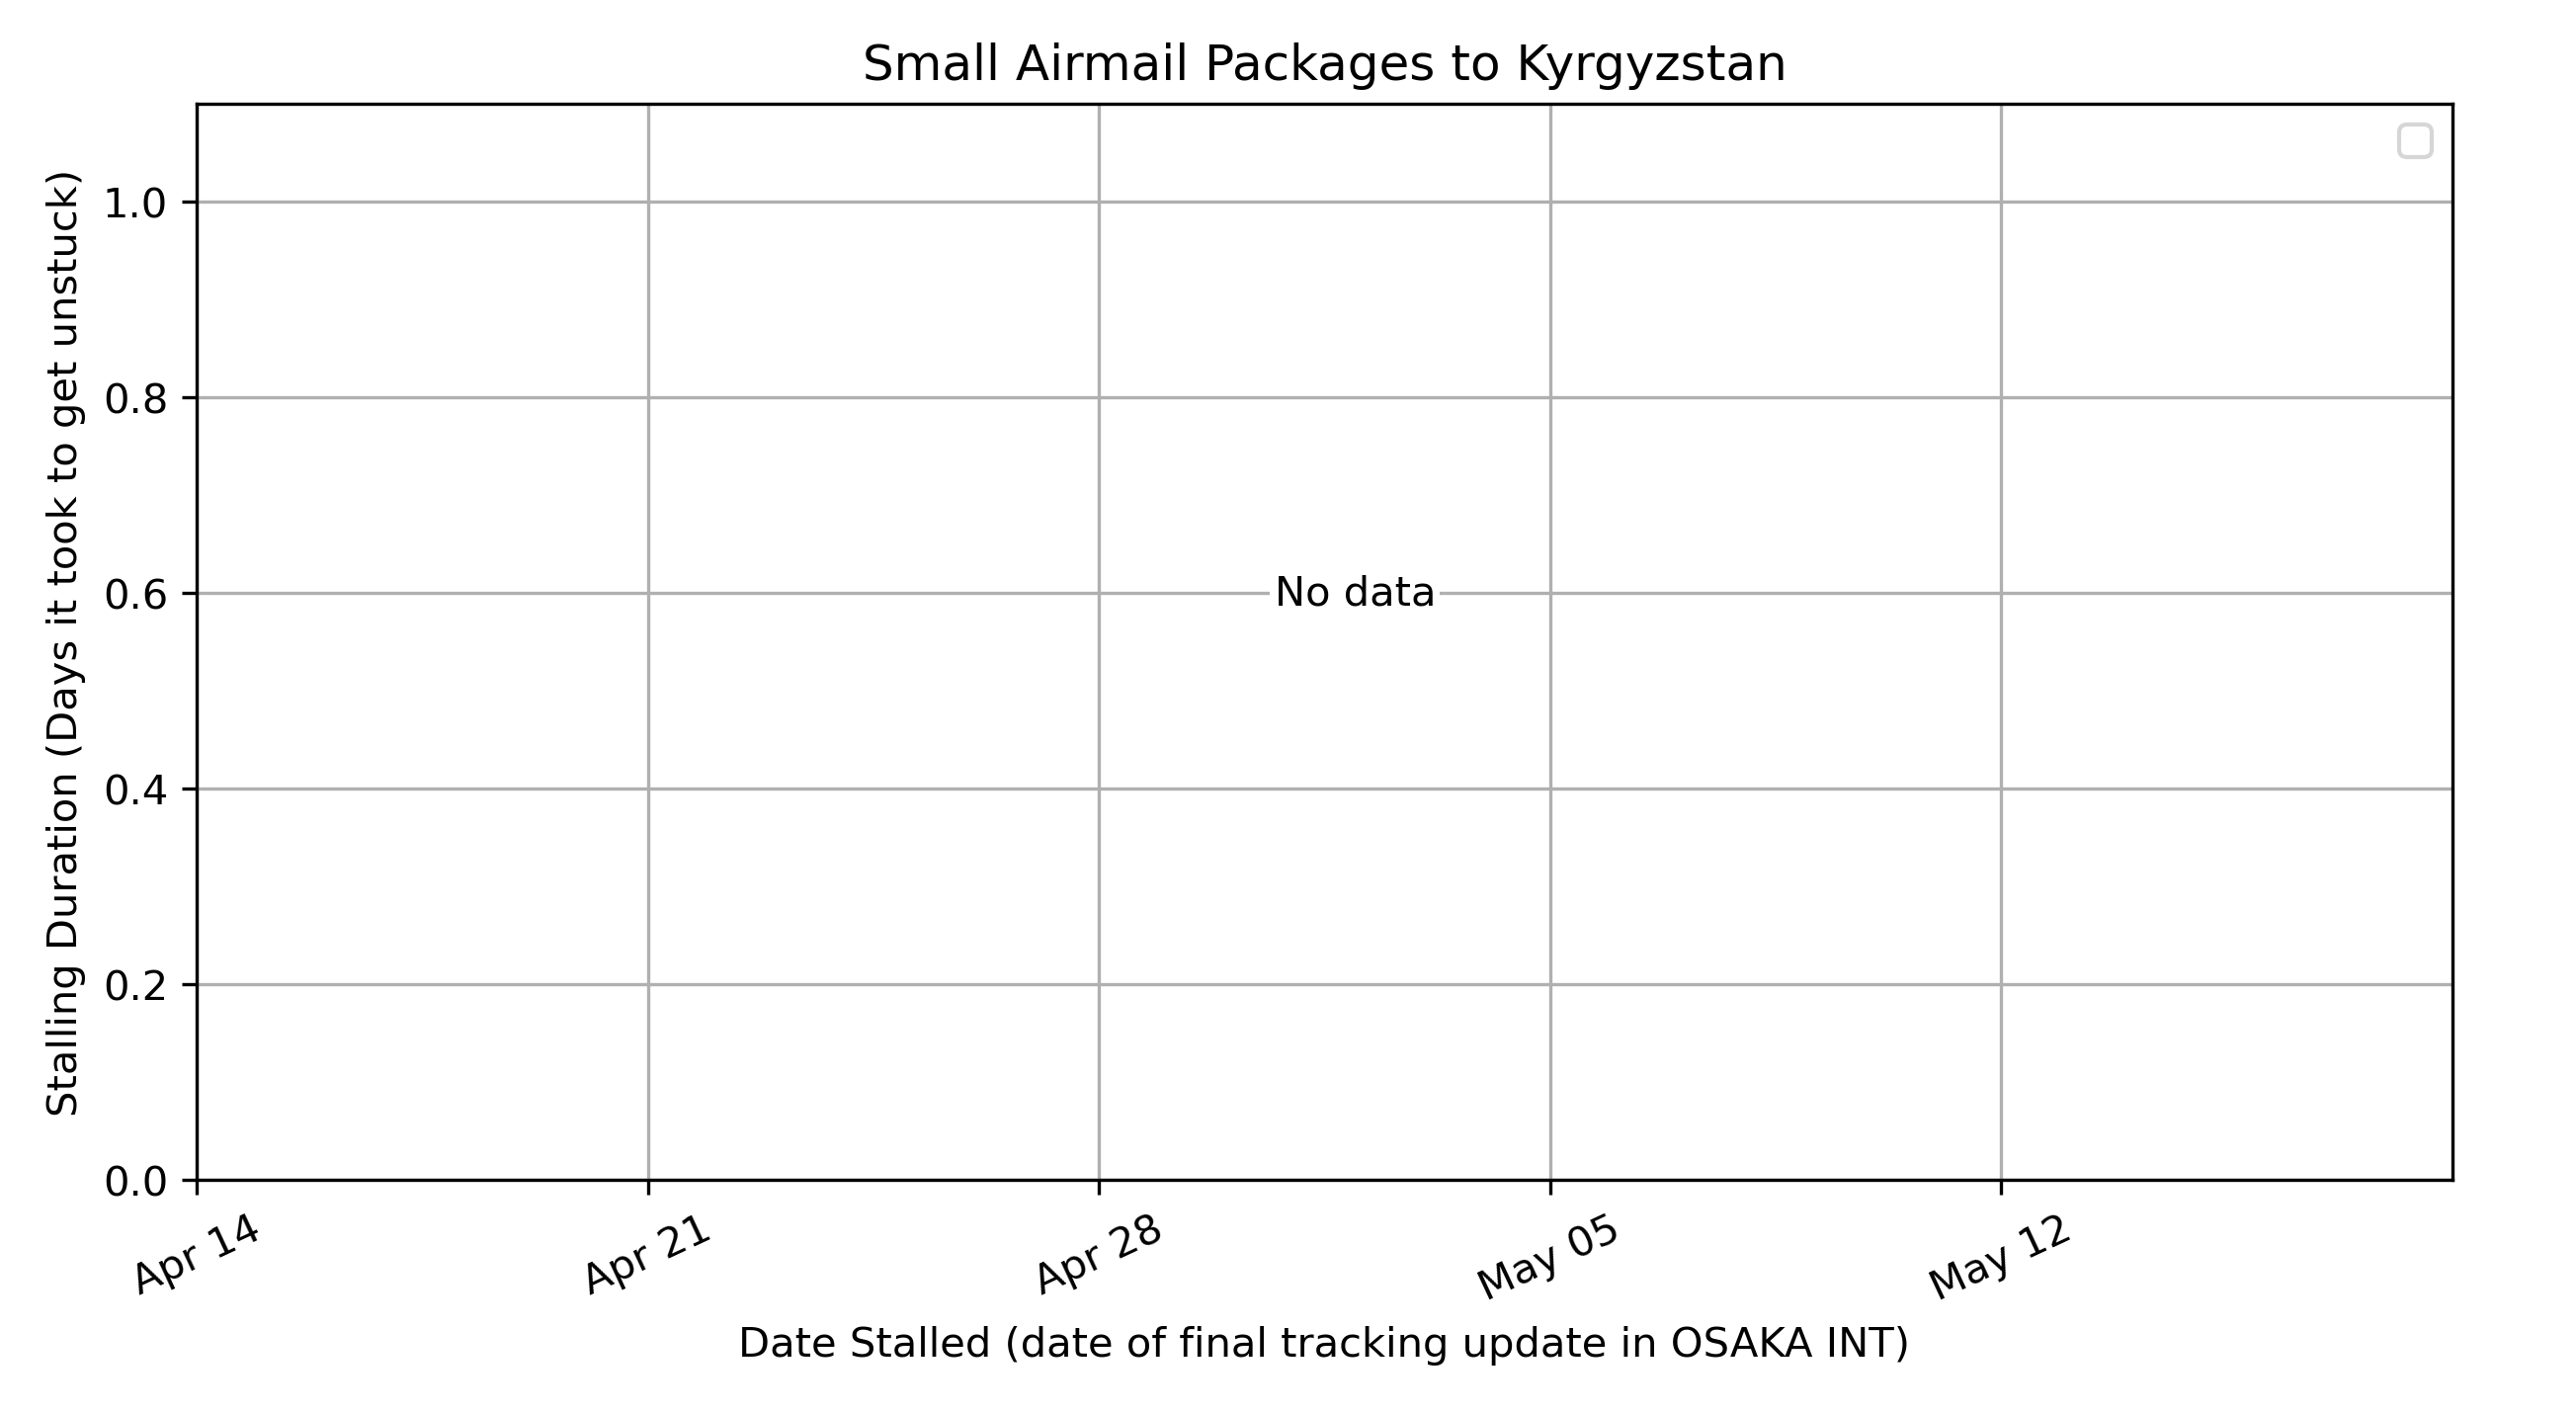 Small Airmail Packages to Kyrgyzstan
Stalling Duration (Days it took to get unstuck)
1.0
0.8
0.6
0.4
0.2
0.0
No data
Apr 14
Apr 21
Apr 28
May 05
May 12
Date Stalled (date of final tracking update in OSAKA INT)